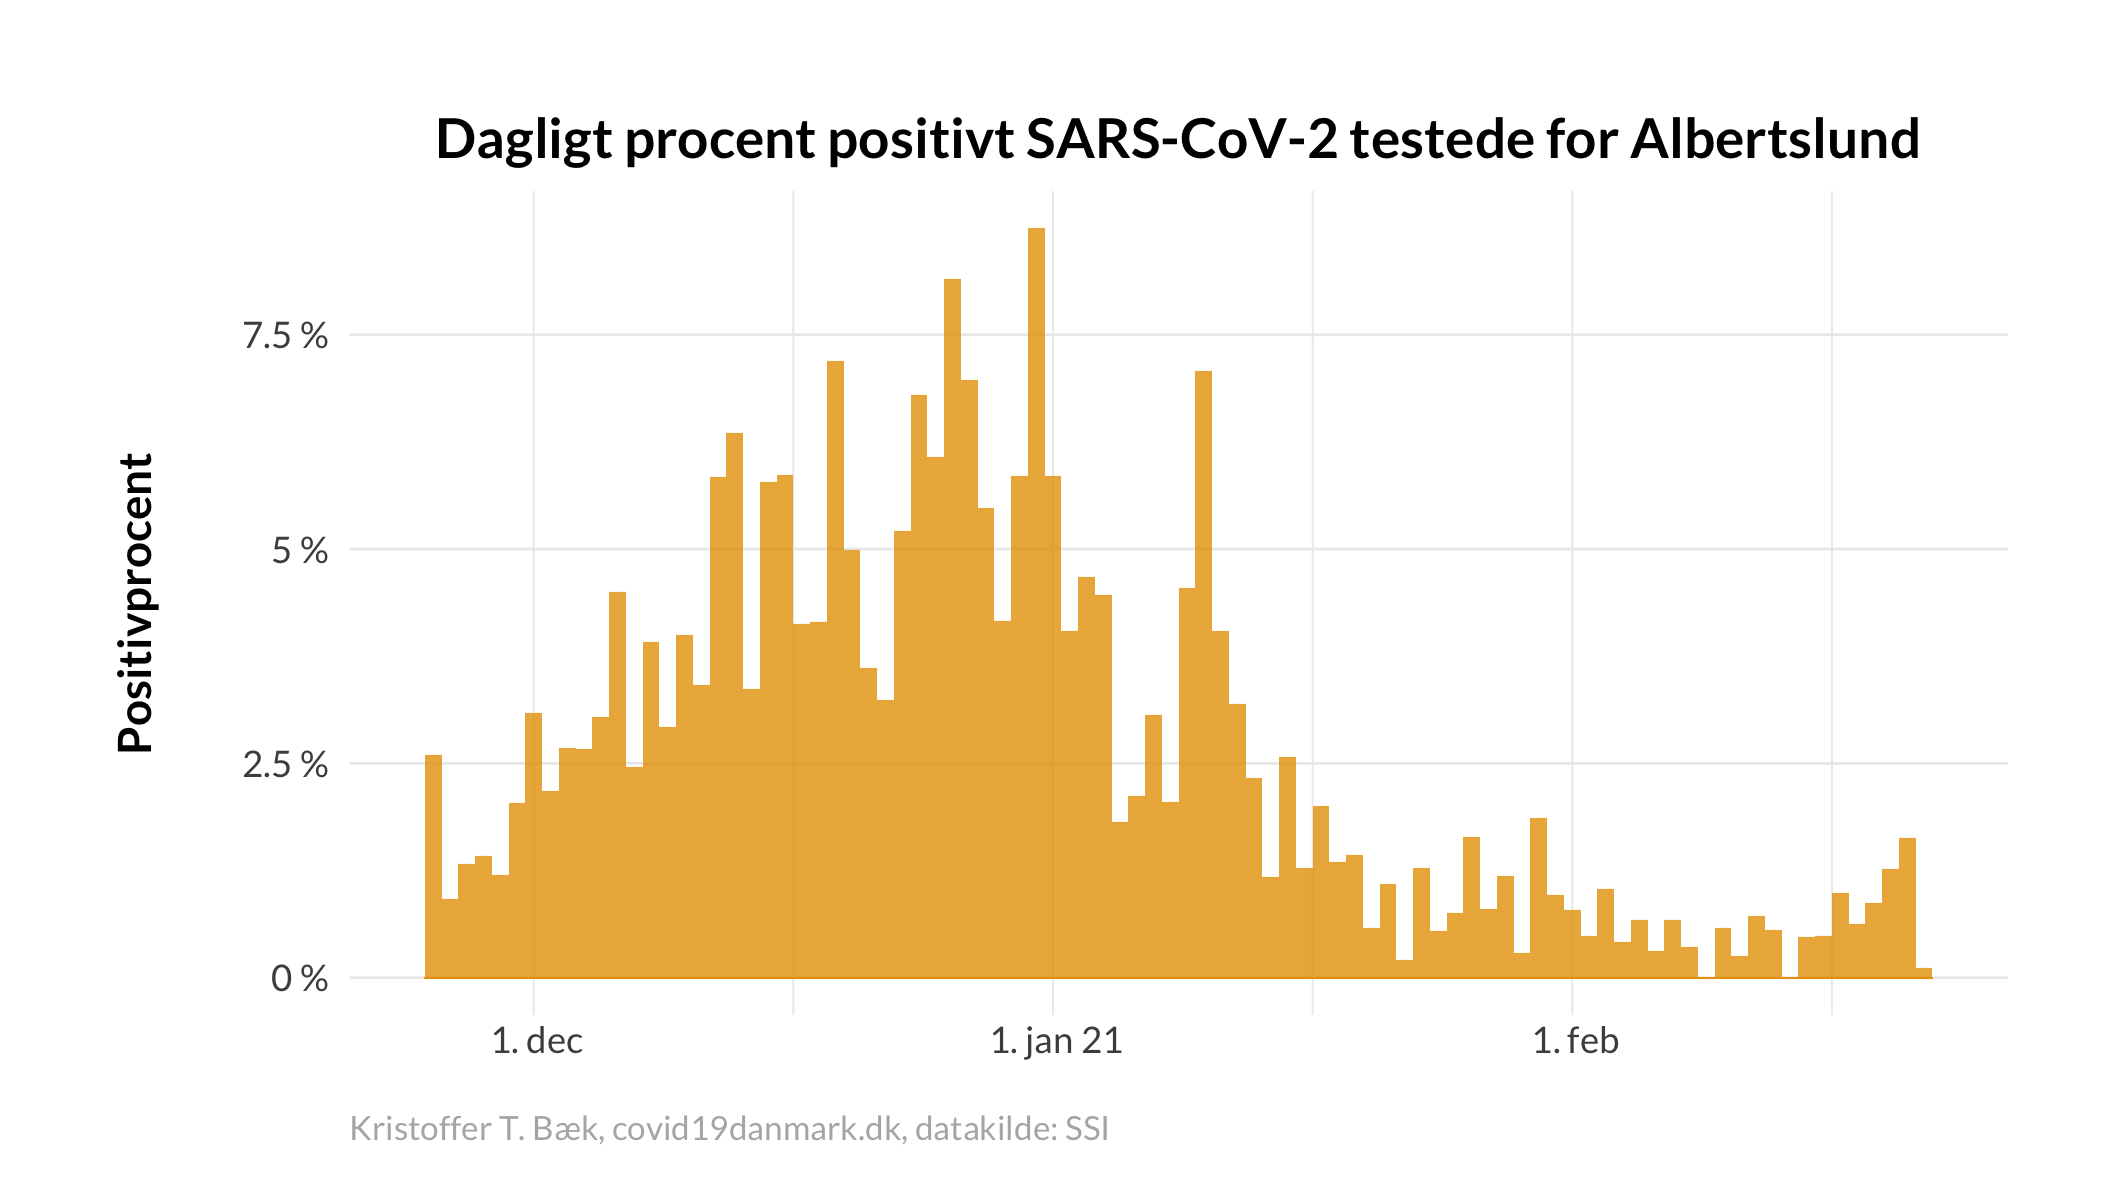 Dagligt procent positivt SARS-CoV-2 testede for Albertslund
Positivprocent
7.5 %
5 %
2.5 %
0 %
1. dec
1. jan 21
1. feb
Kristoffer T. Bæk, covid19danmark.dk, datakilde: SSI